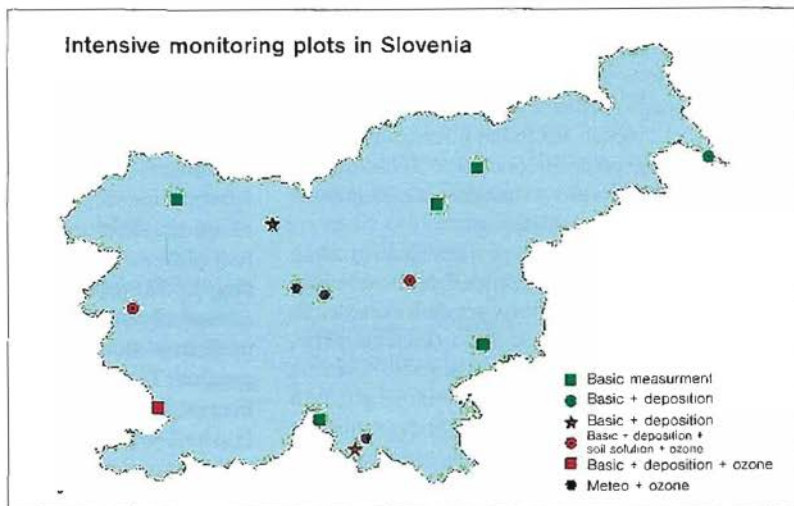 Intensive monitoring plots in Slovenia
Basic measurment
Basic + deposition
Basic + deposition
Basic + deposition +
soil solution + ozone
Basic + deposition + ozone
Meteo + ozone